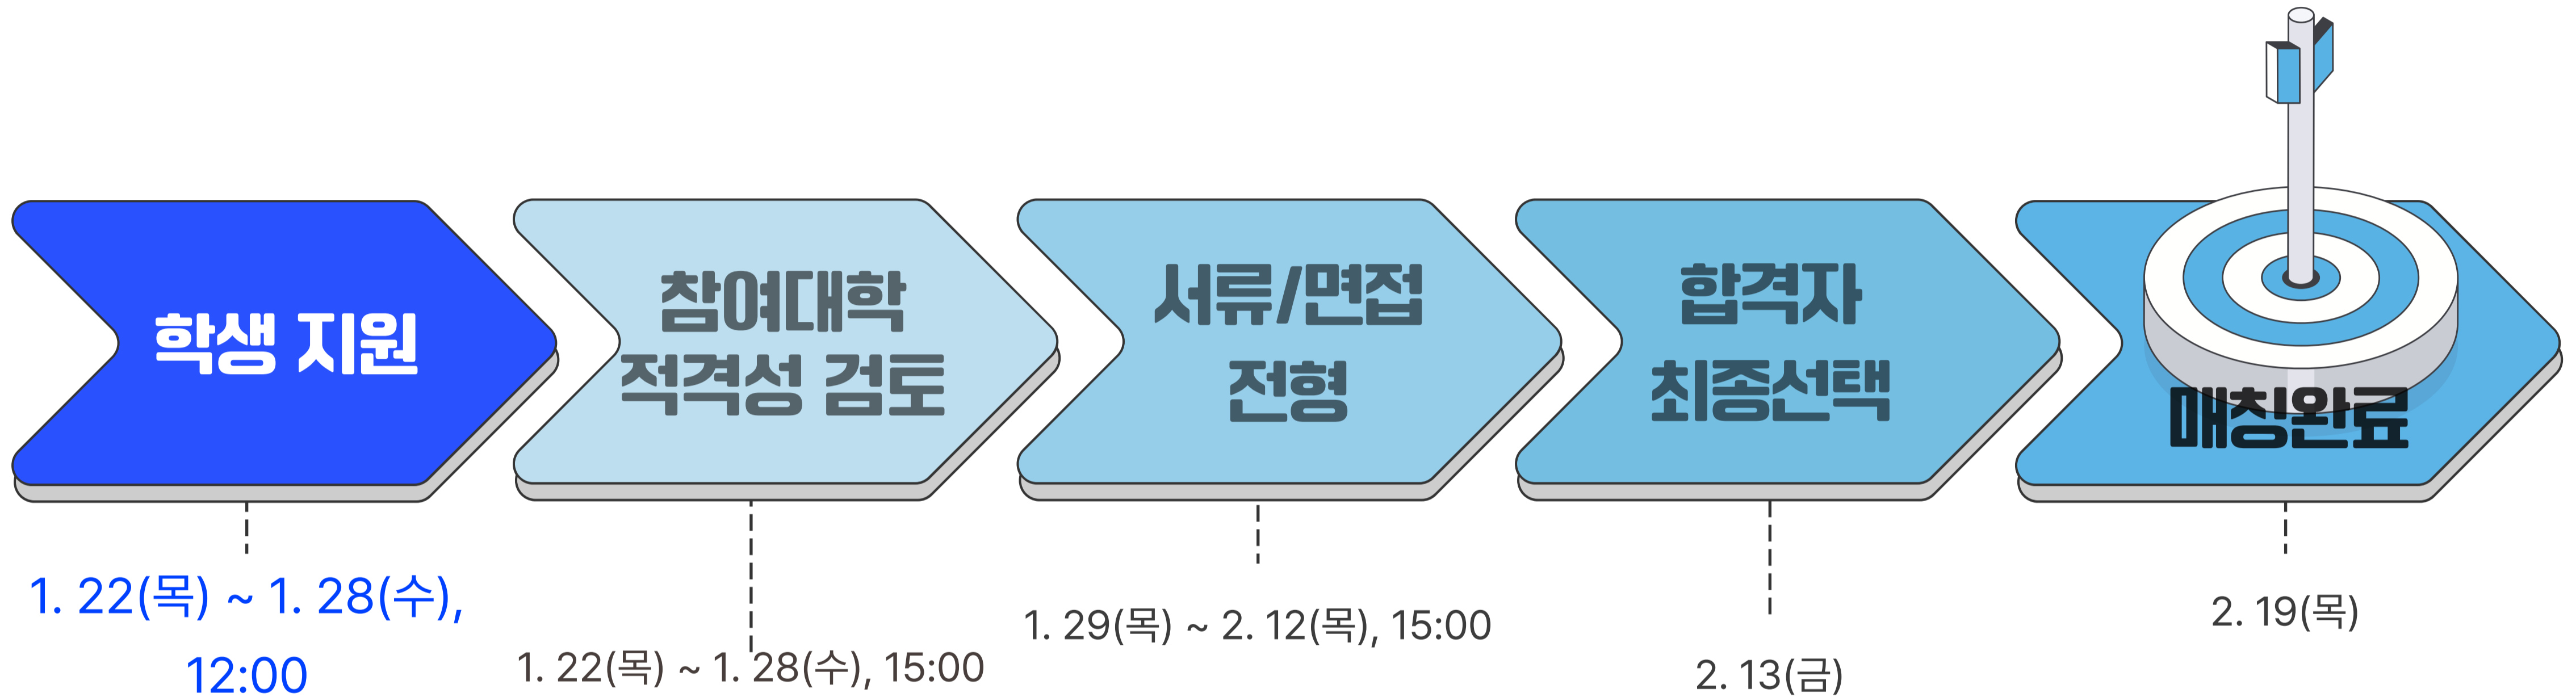 학생 지원
참여대학
적격성 검토
서류/면접
전형
합격자
최종선택
매칭완료
1. 22(목) ~ 1. 28(수),
12:00
1. 22(목) ~ 1. 28(수), 15:00
1. 29(목) ~ 2. 12(목), 15:00
2. 13(금)
2. 19(목)